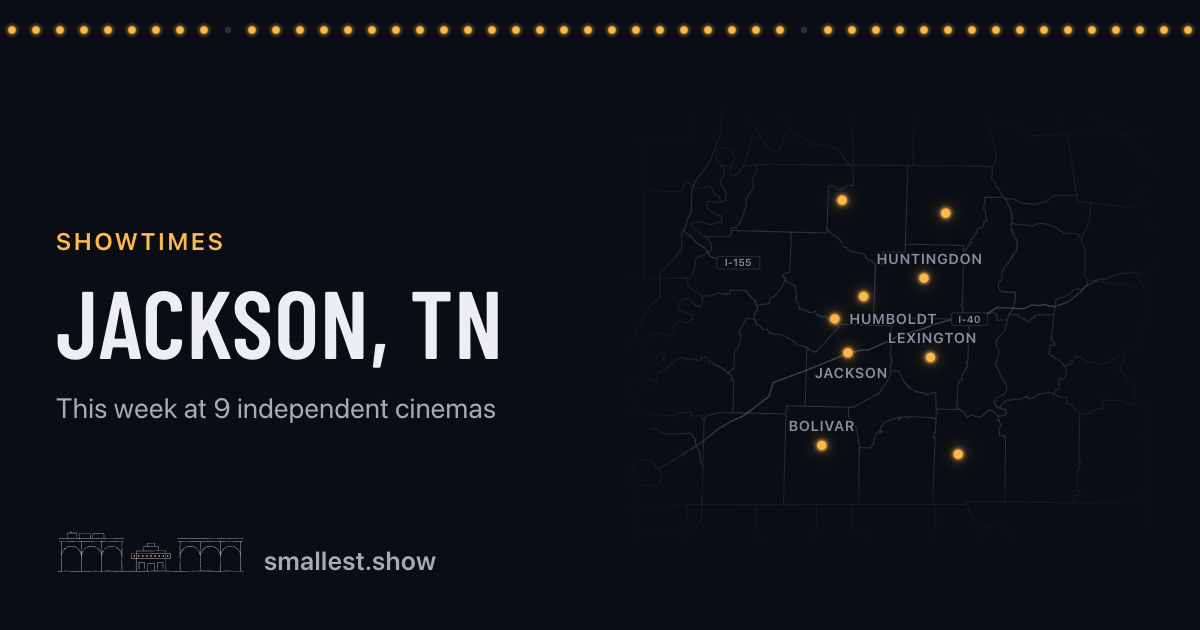 SHOWTIMES
JACKSON, TN
This week at 9 independent cinemas
smallest.show
I-155
HUNTINGDON
HUMBOLDT
I-40
LEXINGTON
JACKSON
BOLIVAR